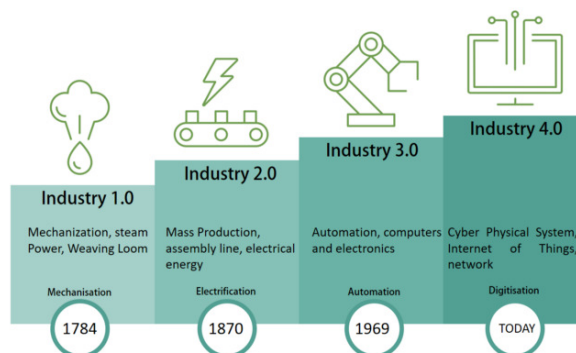 Industry 1.0
Mechanization, steam
Power, Weaving Loom
Mechanisation
1784
Industry 2.0
Mass Production,
assembly line, electrical
energy
Electrification
1870
Industry 3.0
Automation, computers
and electronics
Automation
1969
Industry 4.0
Cyber Physical System,
Internet of Things,
network
Digitisation
TODAY